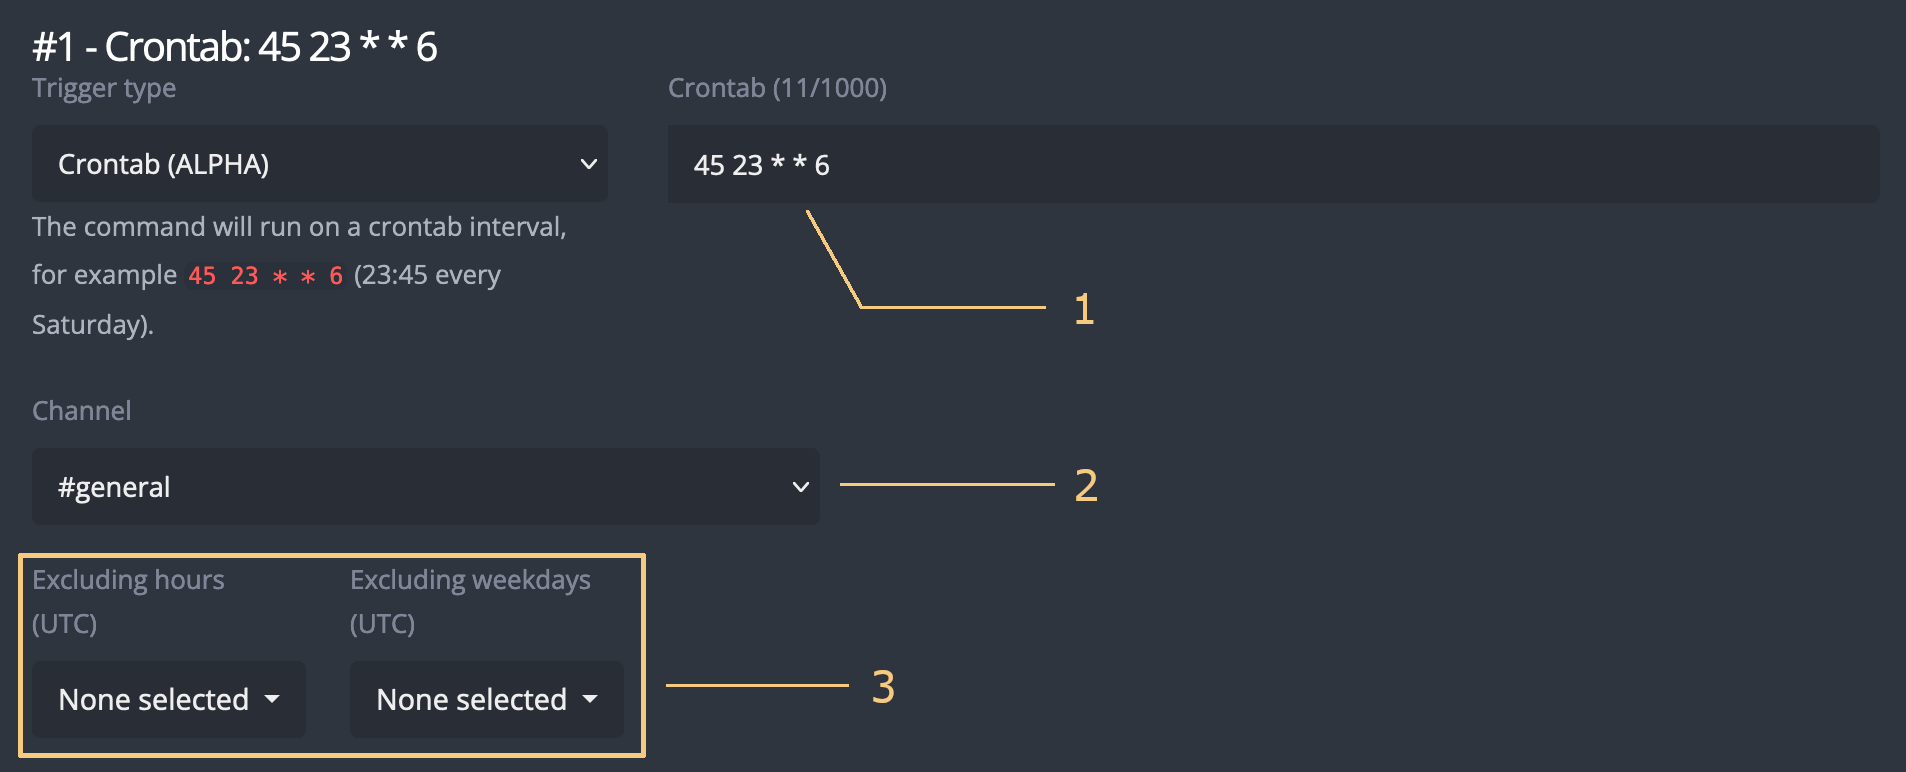 #1 - Crontab: 45 23 * * 6
Trigger type
Crontab (11/1000)
Crontab (ALPHA)
45 23 * * 6
The command will run on a crontab interval,
for example 45 23 * * 6 (23:45 every
Saturday).
1
Channel
#general
2
Excluding hours
(UTC)
Excluding weekdays
(UTC)
None selected
None selected
3